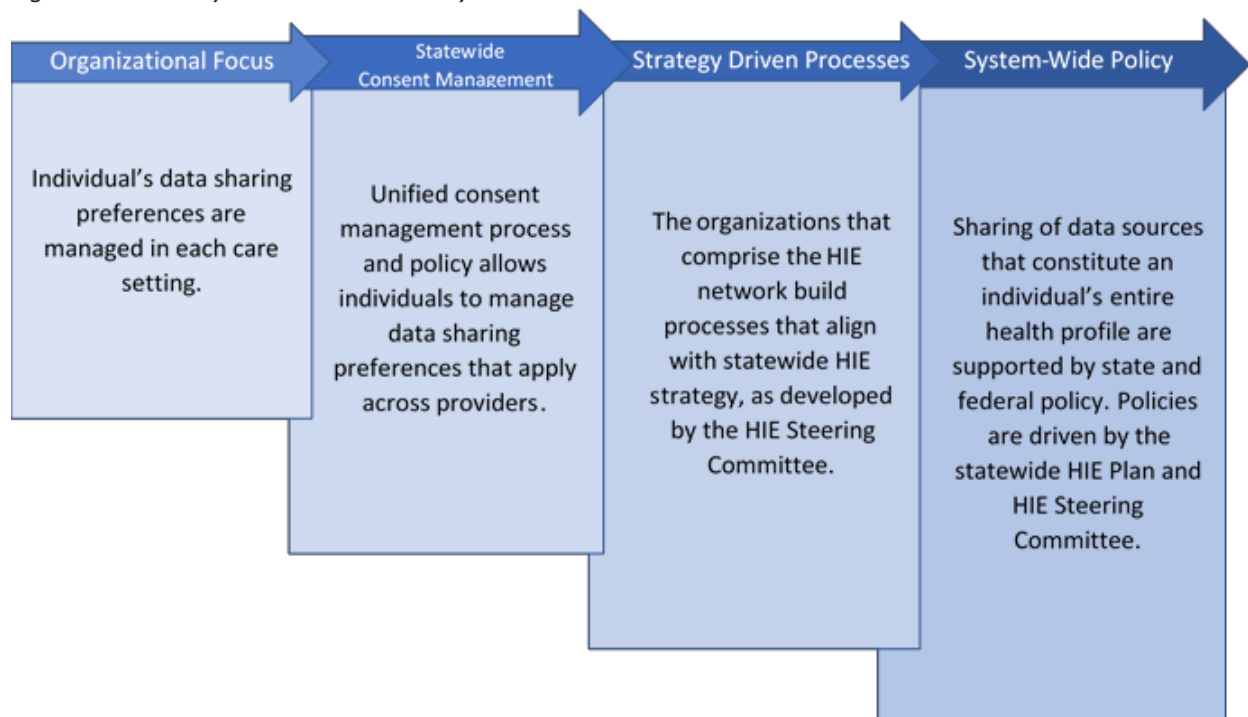 Organizational Focus
Individual's data sharing
preferences are
managed in each care
setting.
Statewide
Consent Management
Unified consent
management process
and policy allows
individuals to manage
data sharing
preferences that apply
across providers.
Strategy Driven Processes
The organizations that
comprise the HIE
network build
processes that align
with statewide HIE
strategy, as developed
by the HIE Steering
Committee.
System-Wide Policy
Sharing of data sources
that constitute an
individual's entire
health profile are
supported by state and
federal policy. Policies
are driven by the
statewide HIE Plan and
HIE Steering
Committee.